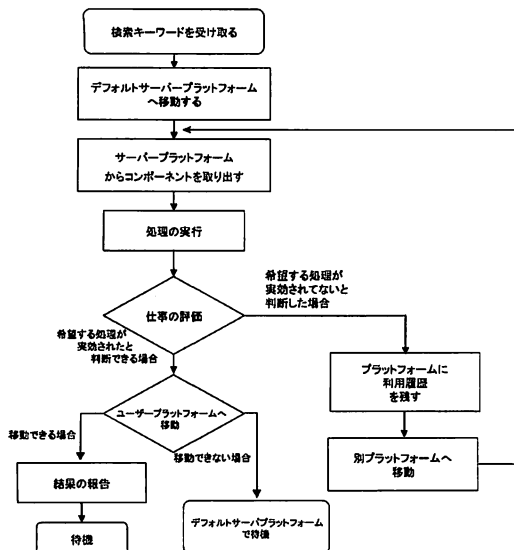 検索キーワードを受け取る
デフォルトサーバープラットフォーム
へ移動する
サーバープラットフォーム
からコンポーネントを取り出す
処理の実行
仕事の評価
希望する処理が
実効されてないと
判断した場合
希望する処理が
実効されたと
判断できる場合
プラットフォームに
利用履歴
を残す
ユーザープラットフォームへ
移動
移動できる場合
移動できない場合
別プラットフォームへ
移動
結果の報告
デフォルトサーバプラットフォーム
で待機
待機